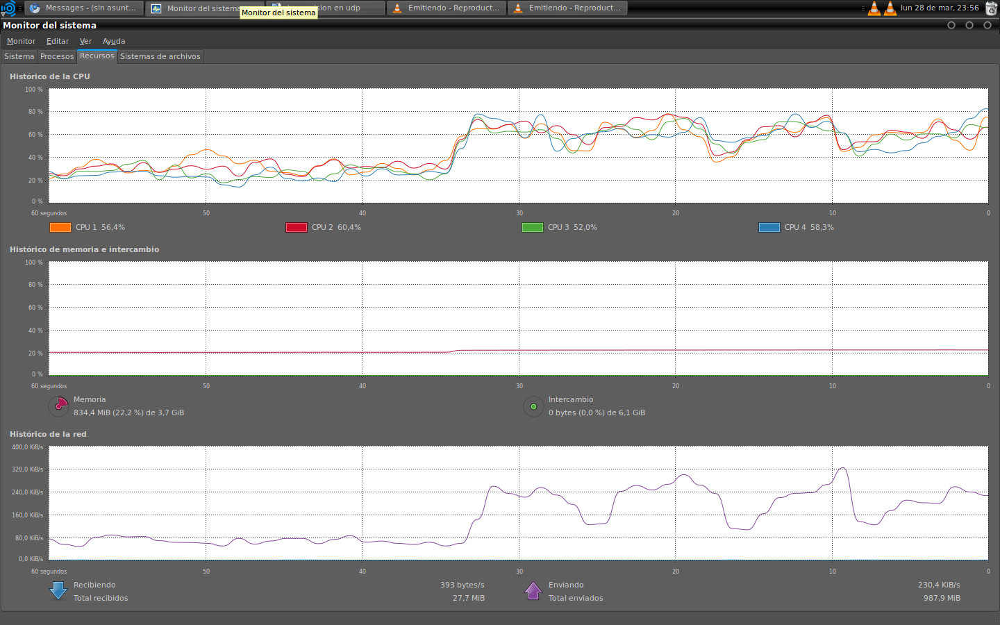 Messages - (sin asunt...
Monitor del sistema
en udp
Emitiendo - Reproduct...
Emitiendo - Reproduct...
lun 28 de mar, 23:56
Monitor del sistema
Monitor del sistema
Monitor Editar Ver Ayuda
Sistema Procesos Recursos Sistemas de archivos
Histórico de la CPU
100 %
80 %
60 %
40 %
20 %
0 %
60 segundos 50 40 30 20 10 0
CPU 1 56,4% CPU 2 60,4% CPU 3 52,0% CPU 4 58,3%
Histórico de memoria e intercambio
100 %
80 %
60 %
40 %
20 %
0 %
60 segundos 50 40 30 20 10 0
Memoria
834,4 MiB (22,2 %) de 3,7 GiB
Intercambio
0 bytes (0,0 %) de 6,1 GiB
Histórico de la red
400,0 KiB/s
320,0 KiB/s
240,0 KiB/s
160,0 KiB/s
80,0 KiB/s
0,0 KiB/s
60 segundos 50 40 30 20 10 0
Recibiendo 393 bytes/s
Total recibidos 27,7 MiB
Enviando 230,4 KiB/s
Total enviados 987,9 MiB